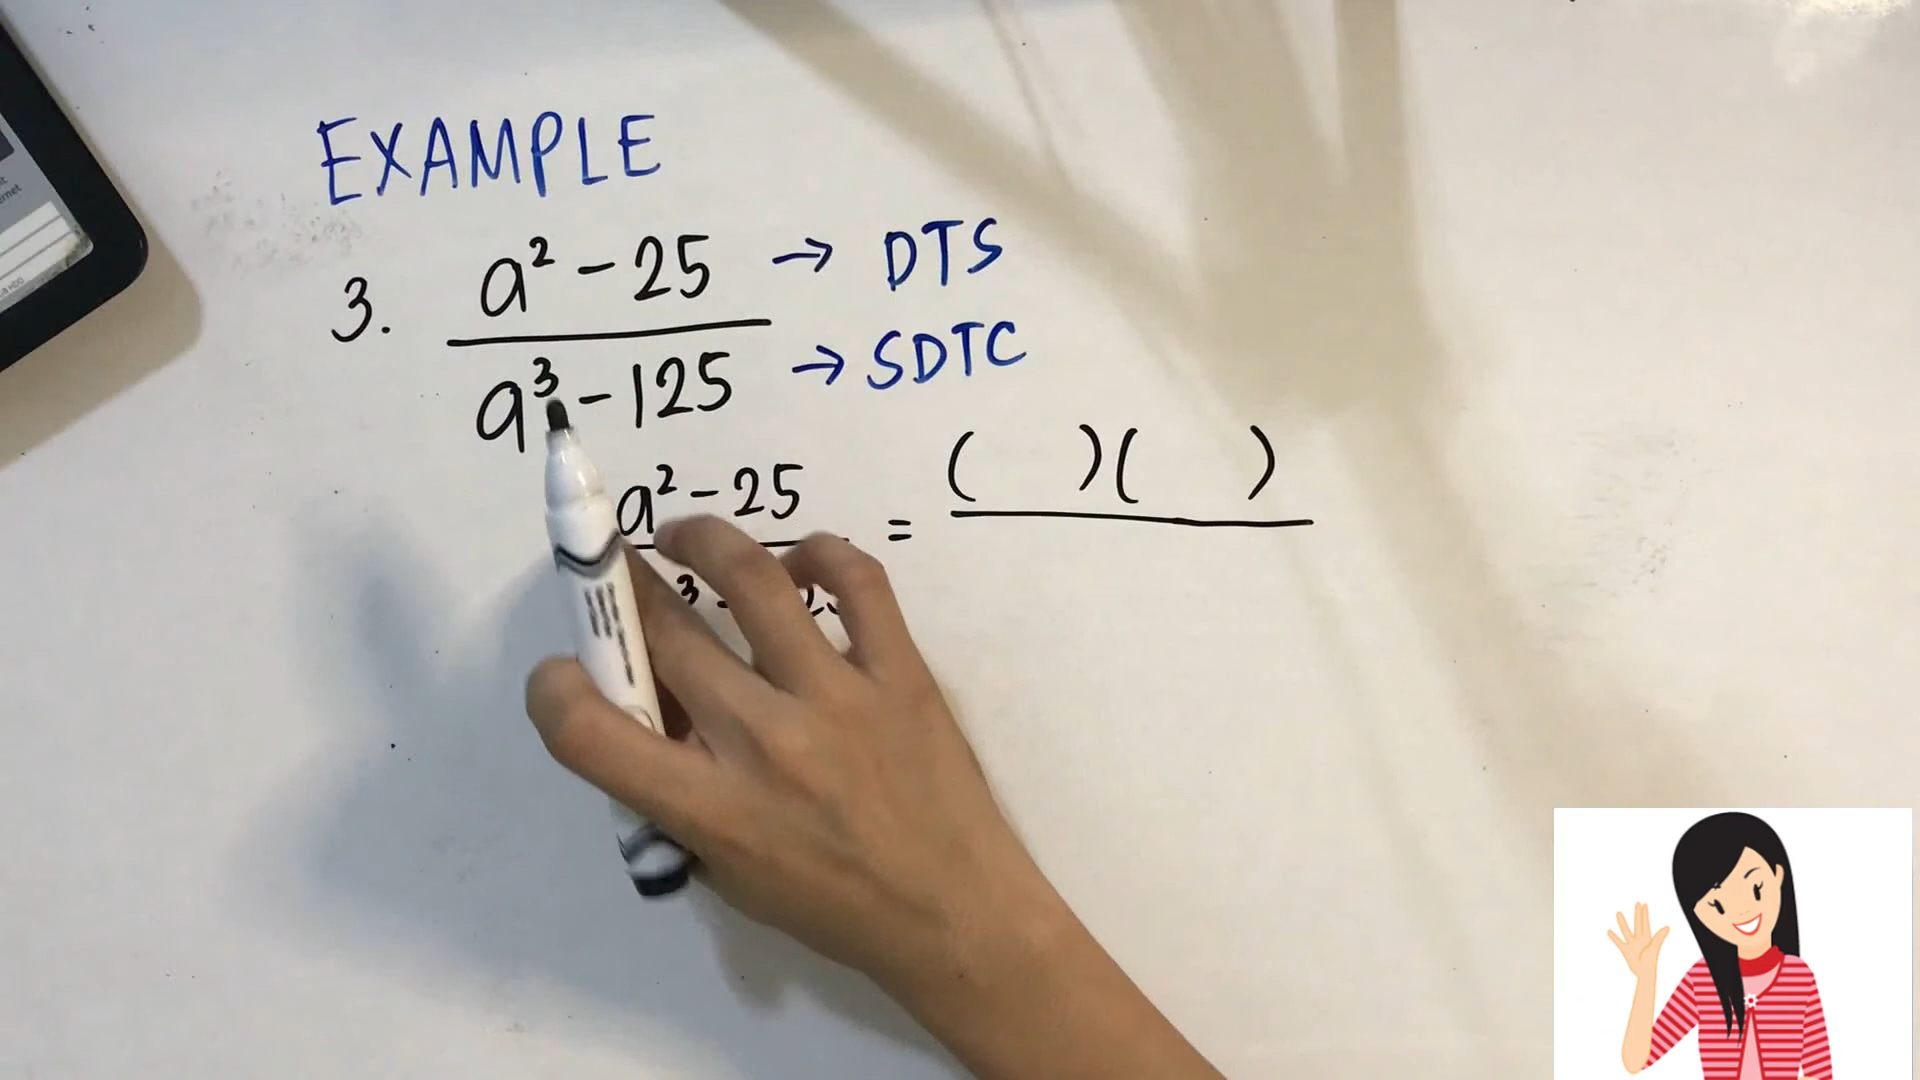 EXAMPLE
3. a² - 25 → DTS
a³ - 125 → SDTC
a² - 25 = ( )( )